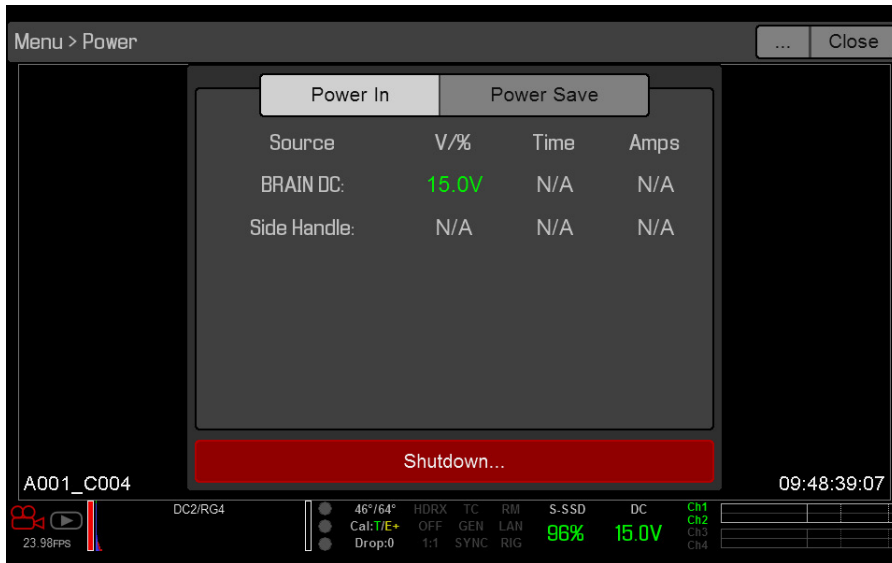 Menu > Power ... Close
Power In Power Save
Source V/% Time Amps
BRAIN DC: 15.0V N/A N/A
Side Handle: N/A N/A N/A
Shutdown...
A001_C004 09:48:39:07
DC2/RG4 46°/64° HDRX TC RM S-SSD DC Ch1
Cal:T/E+ OFF GEN LAN 96% 15.0V Ch2
23.98FPS Drop:0 1:1 SYNC RIG Ch3
Ch4